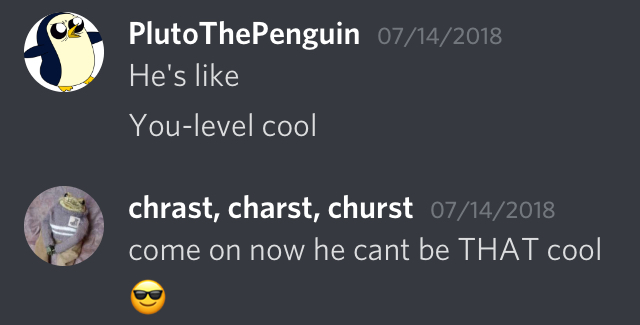 PlutoThePenguin 07/14/2018
He's like
You-level cool
chrast, charst, churst 07/14/2018
come on now he cant be THAT cool
😎